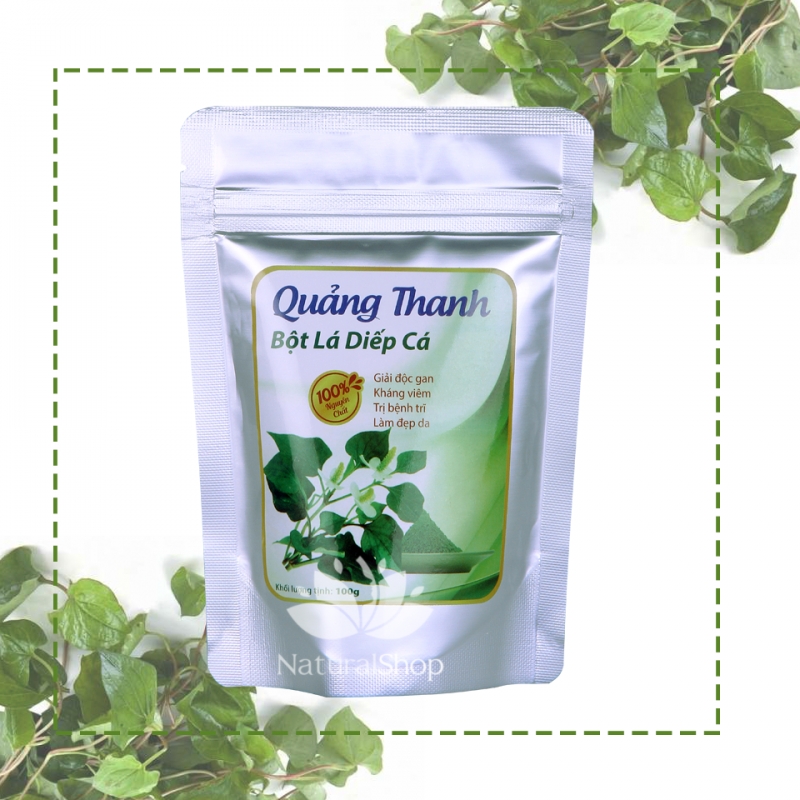 Quảng Thanh
Bột Lá Diếp Cá
100%
Nguyên
Chất
Giải độc gan
Kháng viêm
Trị bệnh trĩ
Làm đẹp da
Khối lượng tịnh: 100g
NaturalShop